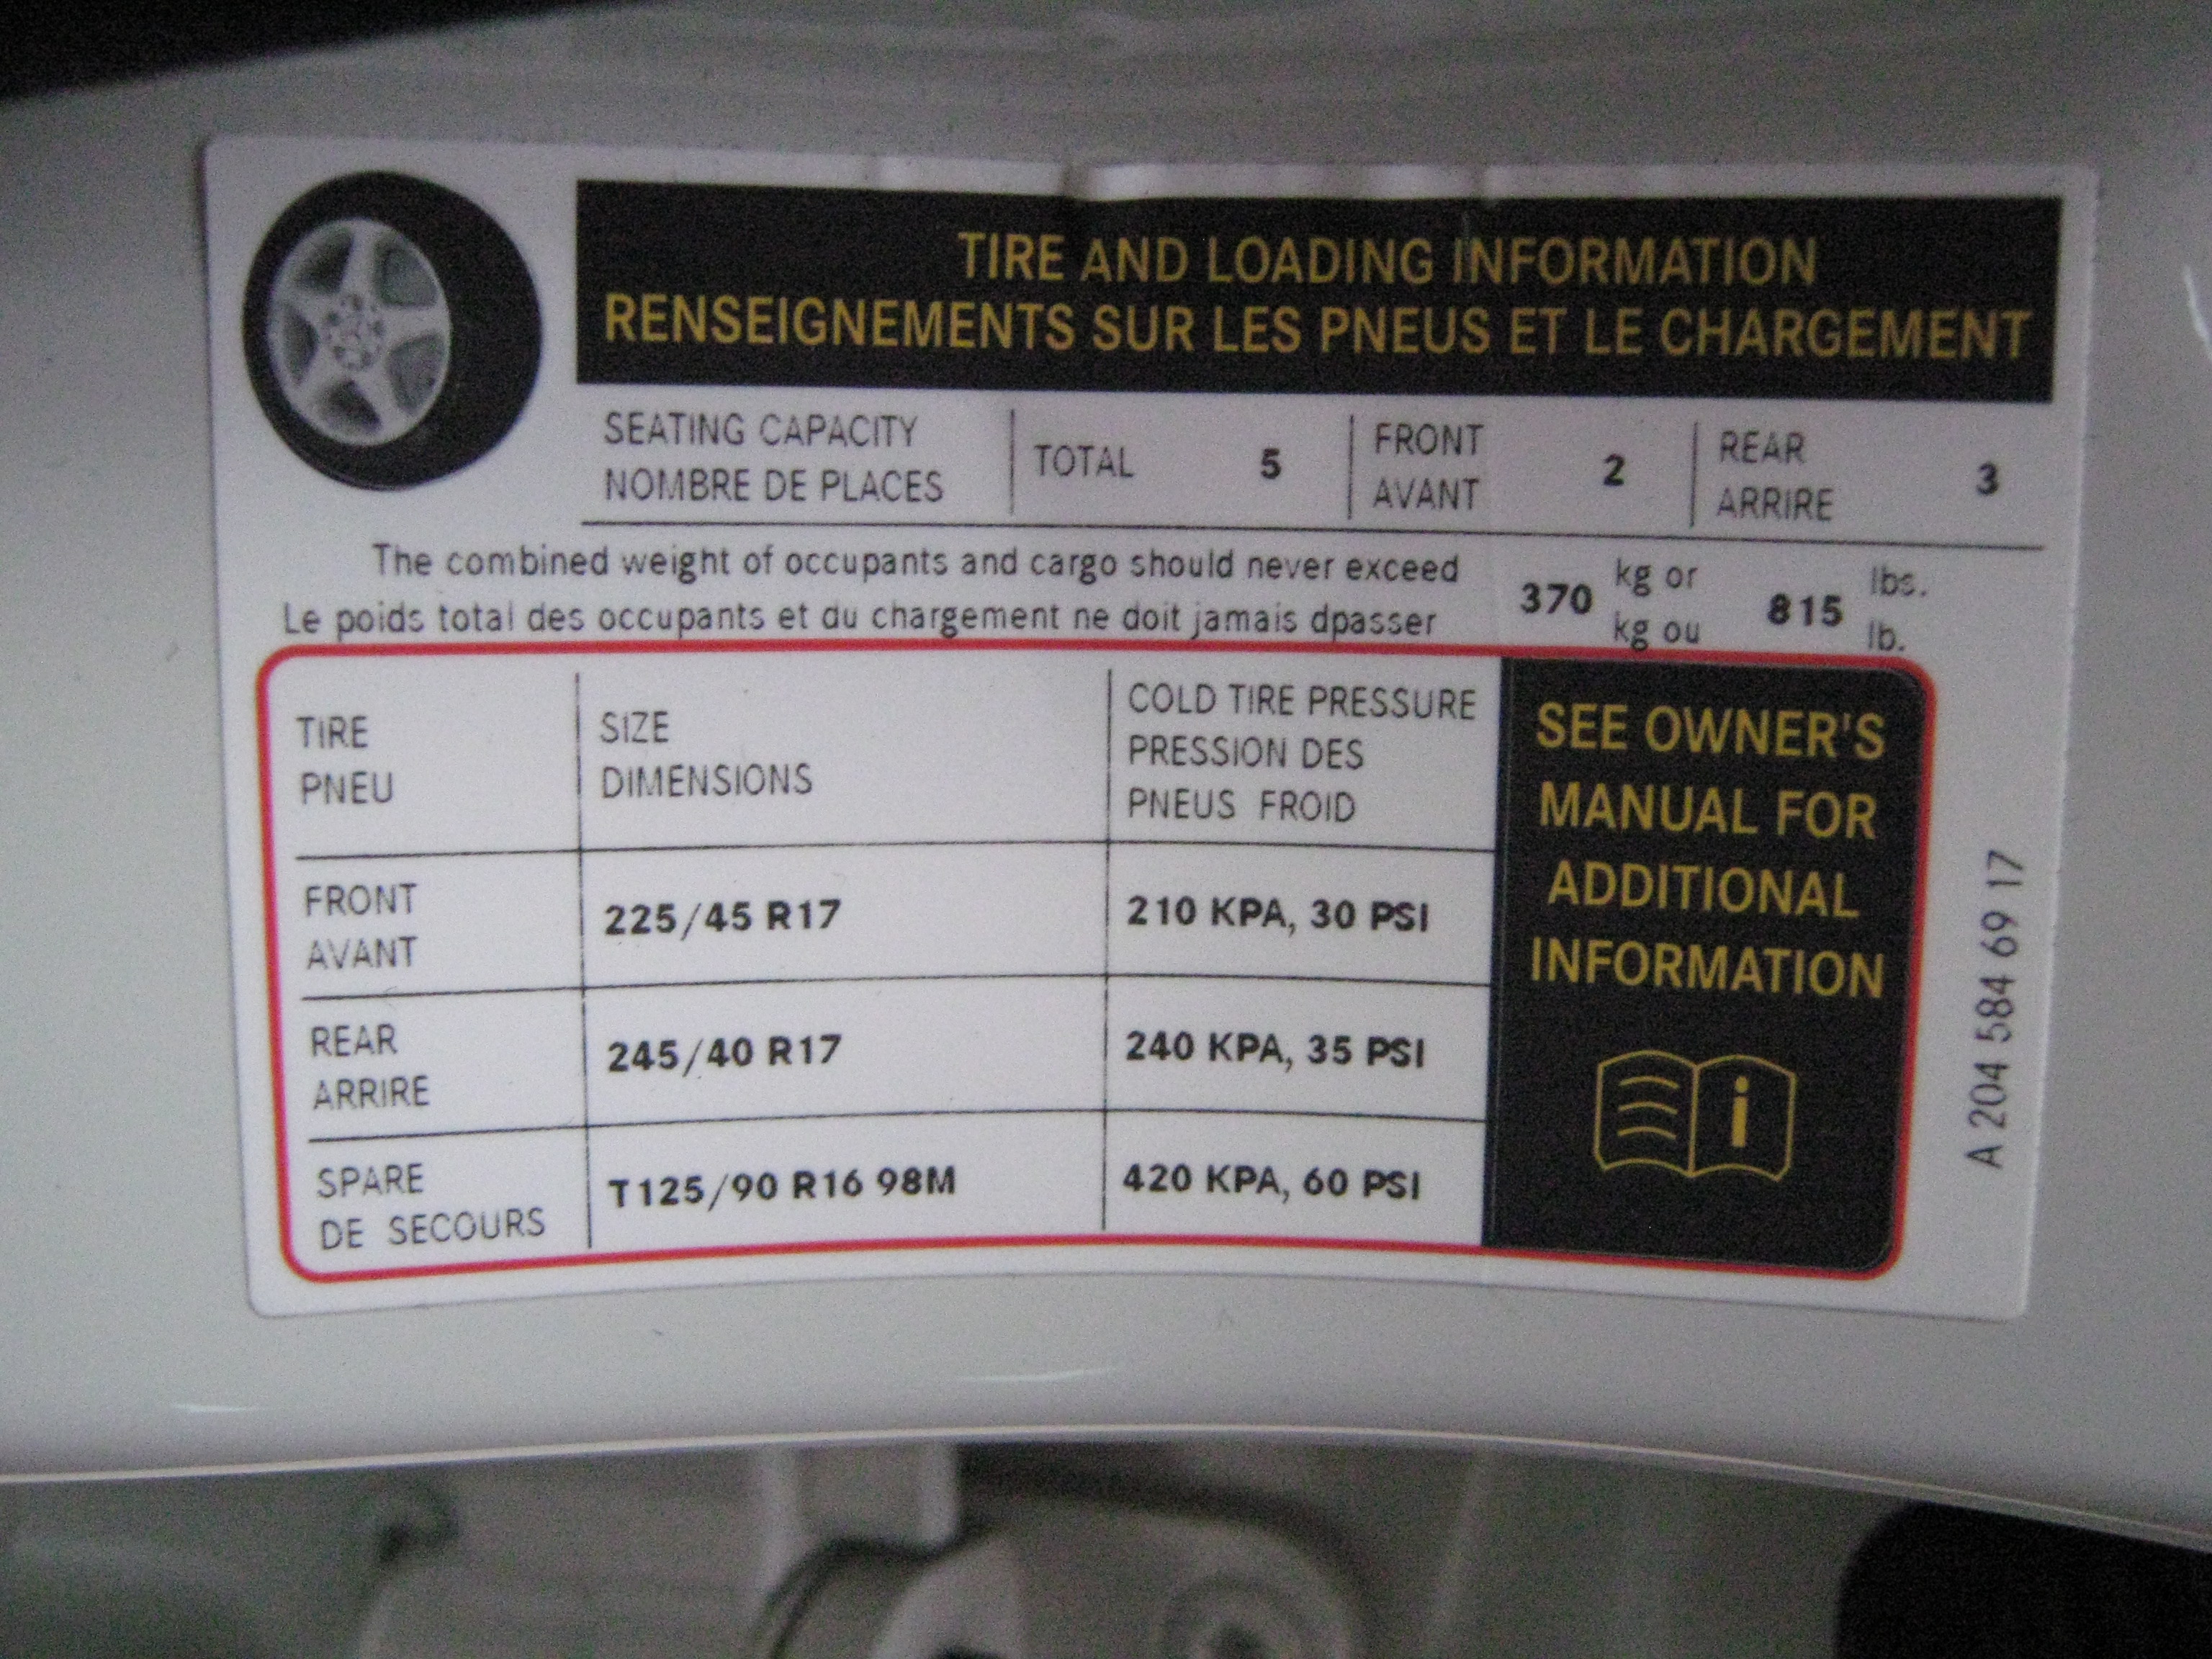 TIRE AND LOADING INFORMATION
RENSEIGNEMENTS SUR LES PNEUS ET LE CHARGEMENT
SEATING CAPACITY
NOMBRE DE PLACES
TOTAL 5
FRONT
AVANT
2
REAR
ARRIRE
3
The combined weight of occupants and cargo should never exceed
Le poids total des occupants et du chargement ne doit jamais dpasser
370
kg or
kg ou
815
lbs.
lb.
TIRE
PNEU
SIZE
DIMENSIONS
COLD TIRE PRESSURE
PRESSION DES
PNEUS FROID
FRONT
AVANT
225/45 R17
210 KPA, 30 PSI
REAR
ARRIRE
245/40 R17
240 KPA, 35 PSI
SPARE
DE SECOURS
T125/90 R16 98M
420 KPA, 60 PSI
SEE OWNER'S
MANUAL FOR
ADDITIONAL
INFORMATION
i
A 204 584 69 17